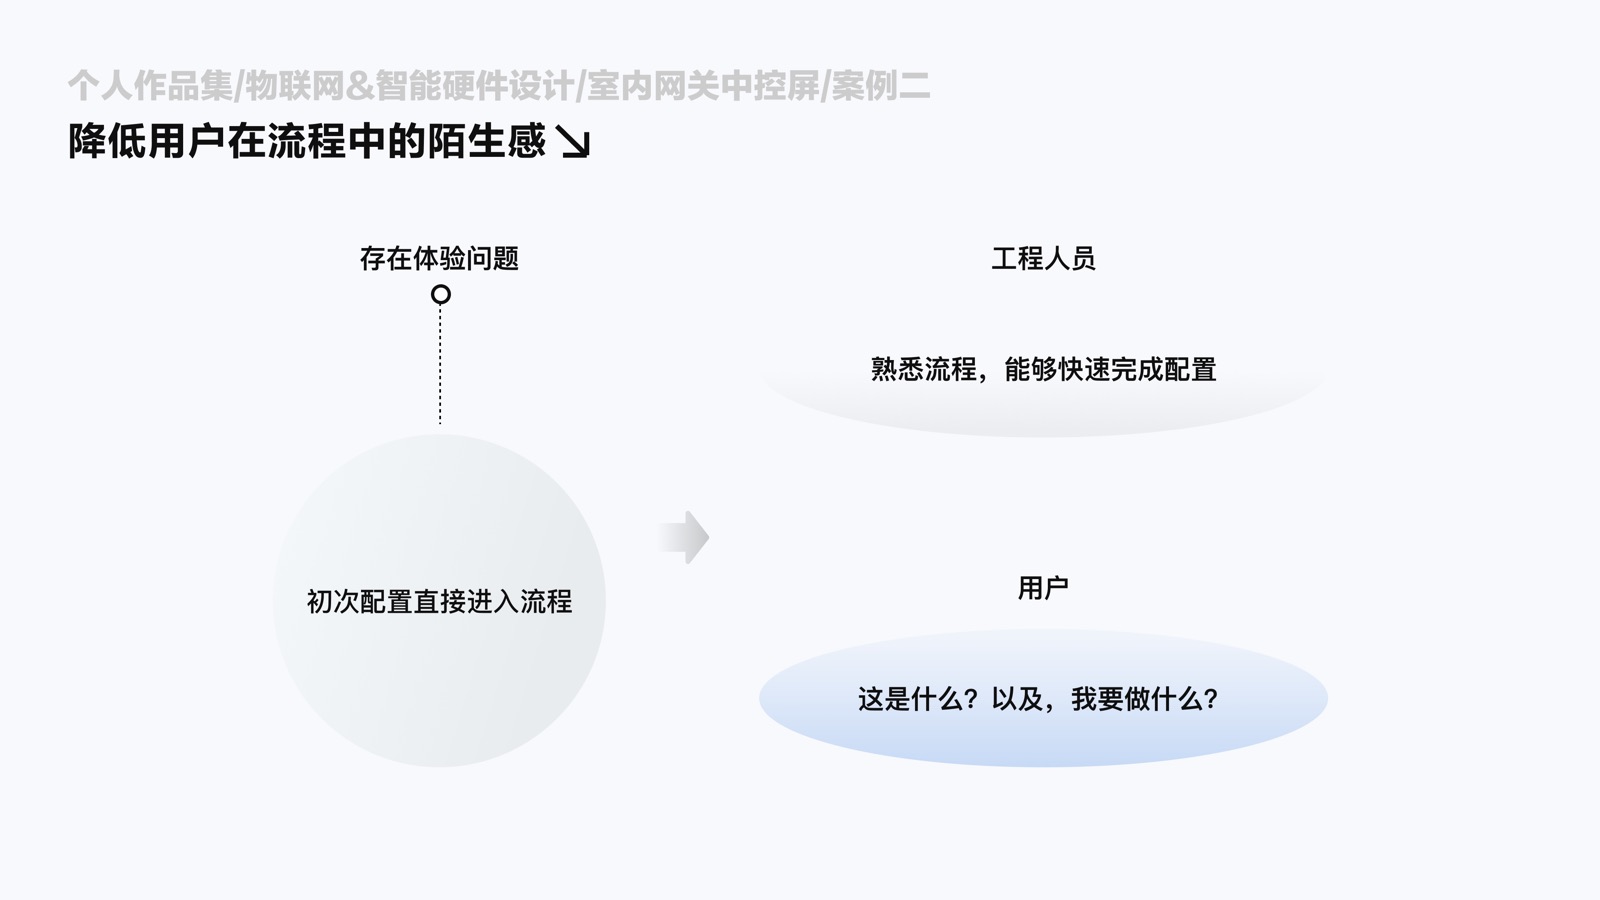 个人作品集/物联网&智能硬件设计/室内网关中控屏/案例二
降低用户在流程中的陌生感
存在体验问题
初次配置直接进入流程
工程人员
熟悉流程，能够快速完成配置
用户
这是什么？以及，我要做什么？